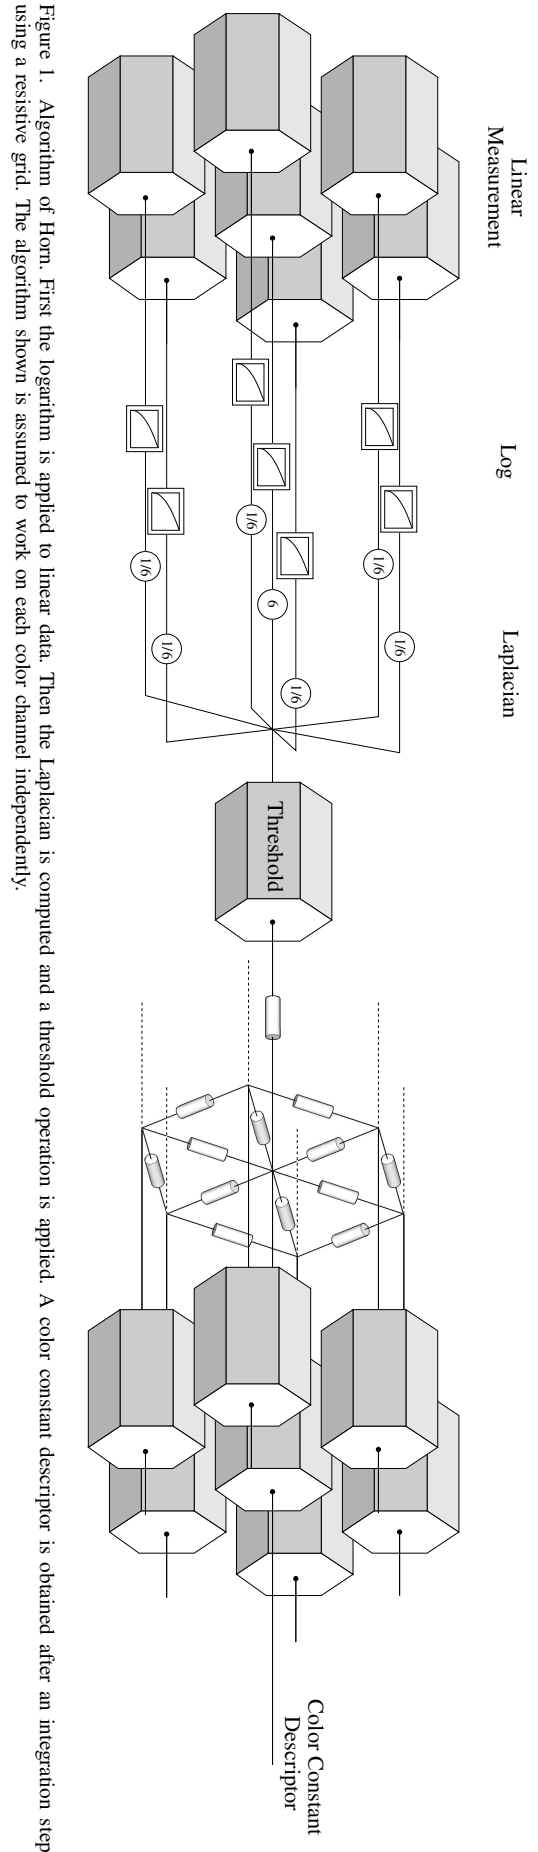 Linear
Measurement
Log
Laplacian
1/6
1/6
1/6
6
1/6
1/6
1/6
Threshold
Color Constant
Descriptor
Figure 1. Algorithm of Horn. First the logarithm is applied to linear data. Then the Laplacian is computed and a threshold operation is applied. A color constant descriptor is obtained after an integration step
using a resistive grid. The algorithm shown is assumed to work on each color channel independently.